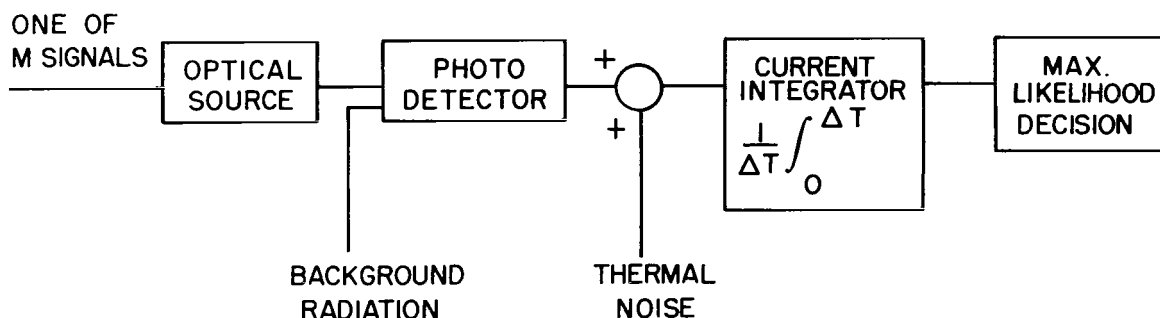 ONE OF
M SIGNALS
OPTICAL
SOURCE
PHOTO
DETECTOR
+
+
CURRENT
INTEGRATOR
1/ΔT ∫₀^ΔT
MAX.
LIKELIHOOD
DECISION
BACKGROUND
RADIATION
THERMAL
NOISE